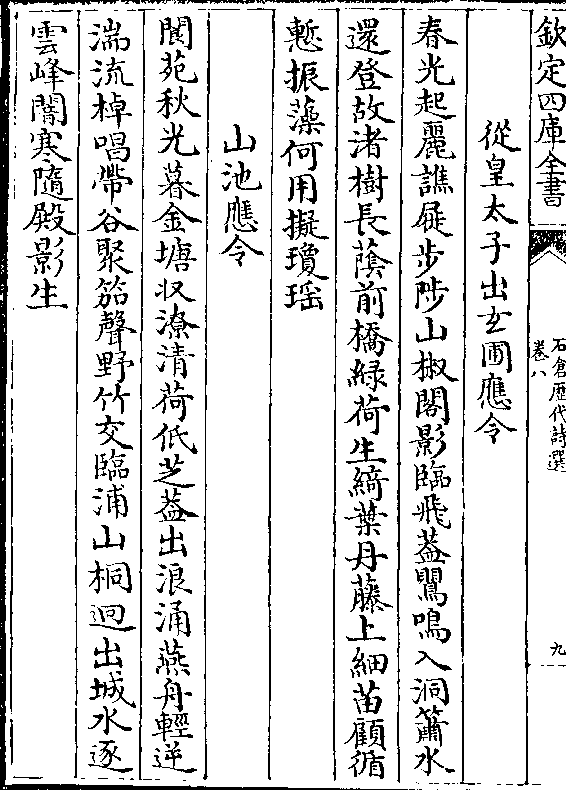 欽定四庫全書
石倉歷代詩選
卷八
九
從皇太子出玄圃應令
春光起麗譙屣步陟山椒閣影臨飛葢鸎鳴入洞簫水
還登故渚樹長䕃前橋綠荷生綺葉丹藤上細苗顧循
慙振藻何用擬瓊瑶
山池應令
閬苑秋光暮金塘収潦清荷低芝葢出浪涌燕舟輕逆
湍流棹唱帶谷聚笳聲野竹交臨浦山桐迥出城水逐
雲峰闇寒隨殿影生